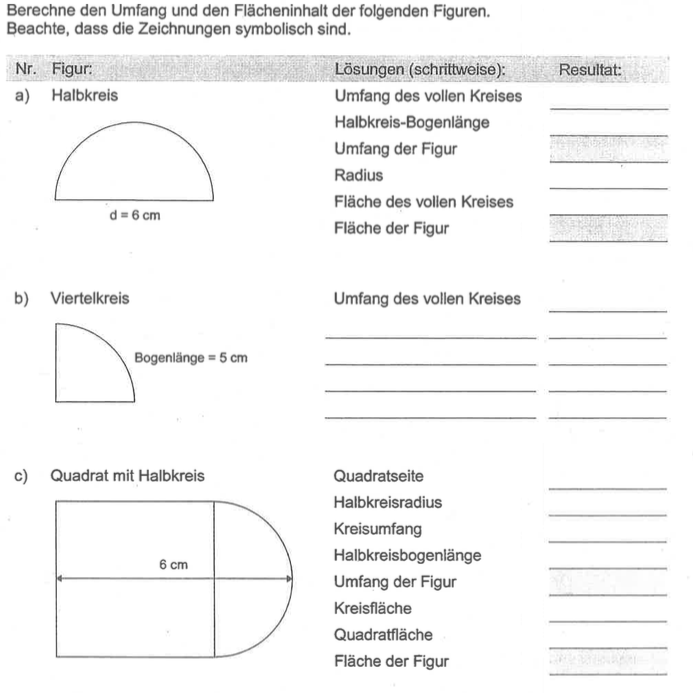 Berechne den Umfang und den Flächeninhalt der folgenden Figuren.
Beachte, dass die Zeichnungen symbolisch sind.
Nr. Figur: Lösungen (schrittweise): Resultat:
a) Halbkreis Umfang des vollen Kreises
Halbkreis-Bogenlänge
Umfang der Figur
Radius
Fläche des vollen Kreises
d = 6 cm
Fläche der Figur
b) Viertelkreis Umfang des vollen Kreises
Bogenlänge = 5 cm
c) Quadrat mit Halbkreis Quadratseite
Halbkreisradius
Kreisumfang
Halbkreisbogenlänge
6 cm
Umfang der Figur
Kreisfläche
Quadratfläche
Fläche der Figur